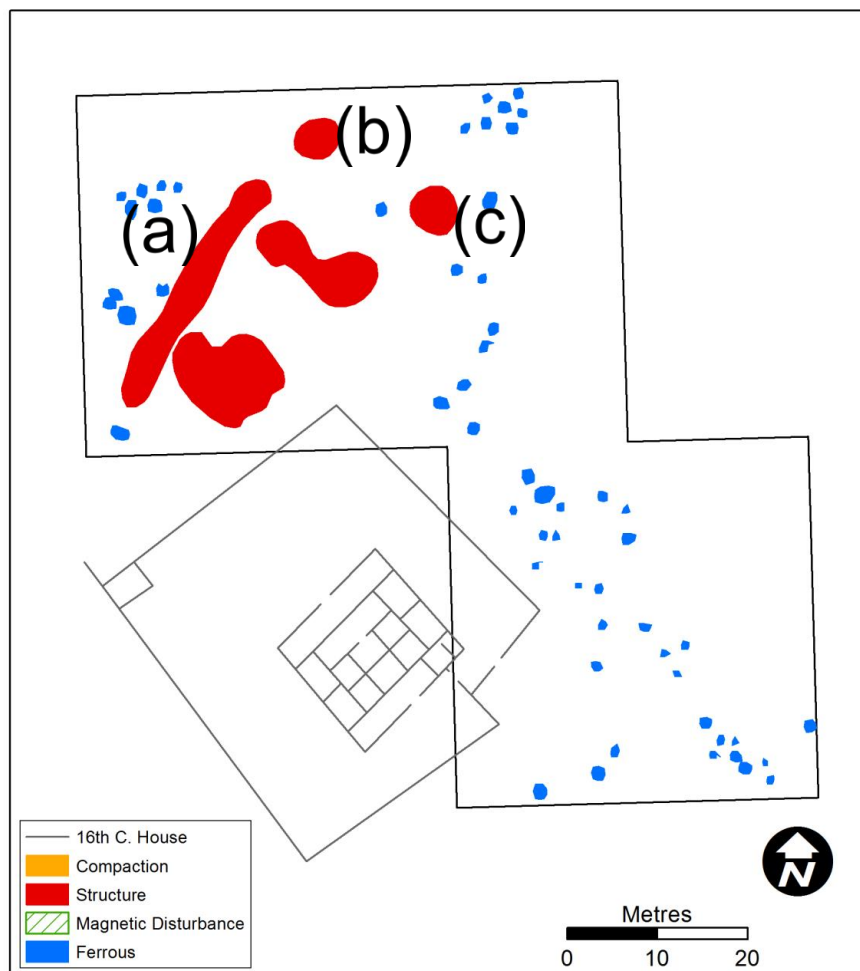 (b)
(a)
(c)
16th C. House
Compaction
Structure
Magnetic Disturbance
Ferrous
N
Metres
0 10 20